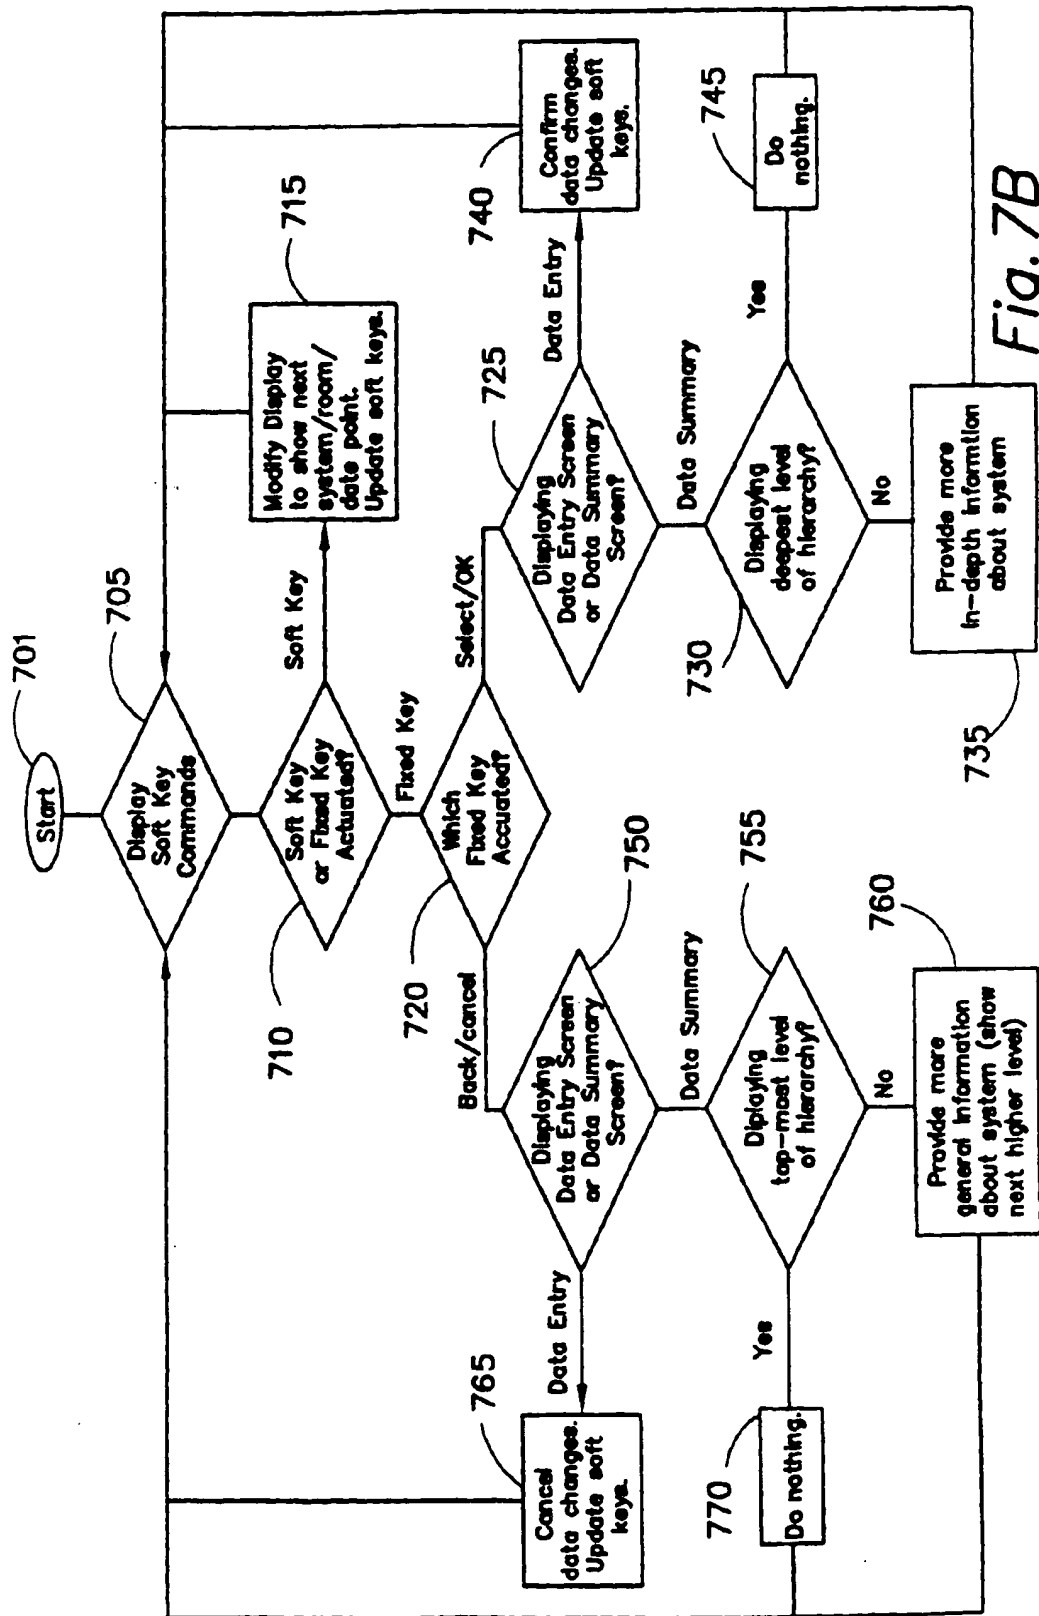 Start
701
Display
Soft Key
Commands
705
Soft Key
or Fixed Key
Actuated?
710
Soft Key
Modify Display
to show next
system/room/
date point.
Update soft keys.
715
Fixed Key
Which
Fixed Key
Accuated?
720
Back/cancel
Select/OK
Displaying
Data Entry Screen
or Data Summary
Screen?
750
Displaying
Data Entry Screen
or Data Summary
Screen?
725
Data Entry
Cancel
data changes.
Update soft
keys.
765
Data Entry
Confirm
data changes.
Update soft
keys.
740
Data Summary
Data Summary
Diplaying
top-most level
of hierarchy?
755
Displaying
deepest level
of hierarchy?
730
Yes
Do nothing.
770
Yes
Do
nothing.
745
No
Provide more
general information
about system (show
next higher level)
760
No
Provide more
in-depth information
about system
735
Fig. 7B